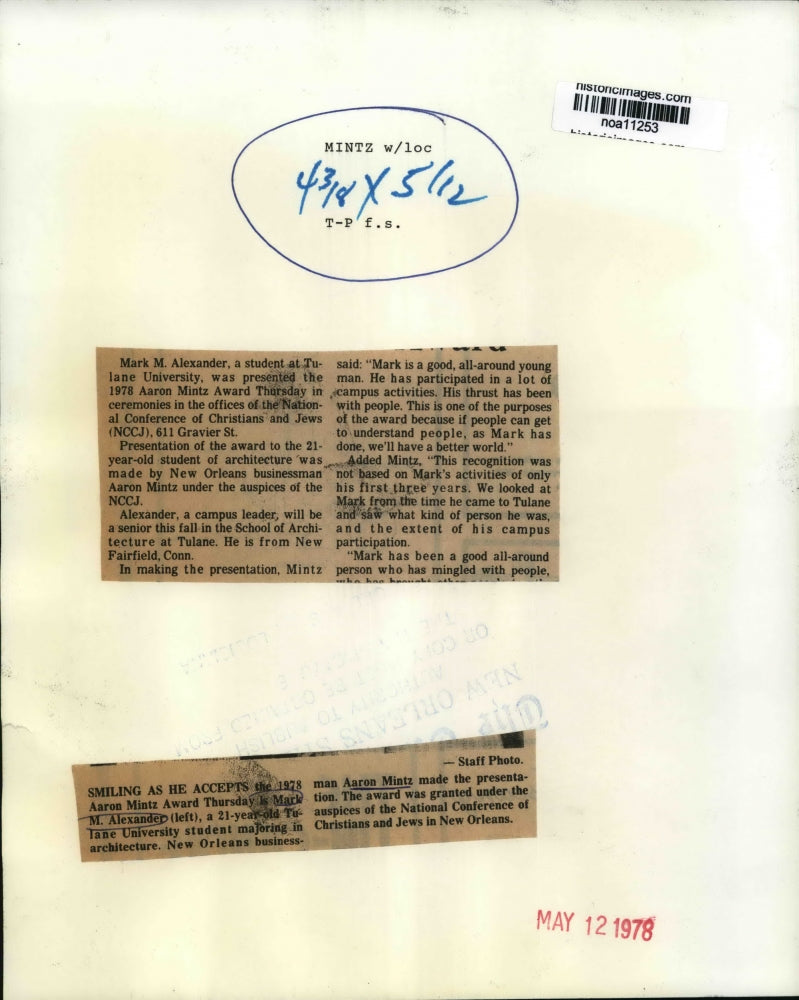 historicimages.com
noa11253
MINTZ w/loc
4 3/8 X 5 1/12
T-P f.s.
Mark M. Alexander, a student at Tu-
lane University, was presented the
1978 Aaron Mintz Award Thursday in
ceremonies in the offices of the Nation-
al Conference of Christians and Jews
(NCCJ), 611 Gravier St.
Presentation of the award to the 21-
year-old student of architecture was
made by New Orleans businessman
Aaron Mintz under the auspices of the
NCCJ.
Alexander, a campus leader, will be
a senior this fall in the School of Archi-
tecture at Tulane. He is from New
Fairfield, Conn.
In making the presentation, Mintz
said: "Mark is a good, all-around young
man. He has participated in a lot of
campus activities. His thrust has been
with people. This is one of the purposes
of the award because if people can get
to understand people, as Mark has
done, we'll have a better world."
Added Mintz, "This recognition was
not based on Mark's activities of only
his first three years. We looked at
Mark from the time he came to Tulane
and saw what kind of person he was,
and the extent of his campus
participation.
"Mark has been a good all-around
person who has mingled with people,
NEW ORLEANS
AUTHORITY TO PUBLISH
OR COPY MUST BE OBTAINED FROM
SMILING AS HE ACCEPTS the 1978
Aaron Mintz Award Thursday is Mark
M. Alexander (left), a 21-year-old Tu-
lane University student majoring in
architecture. New Orleans business-
— Staff Photo.
man Aaron Mintz made the presenta-
tion. The award was granted under the
auspices of the National Conference of
Christians and Jews in New Orleans.
MAY 12 1978